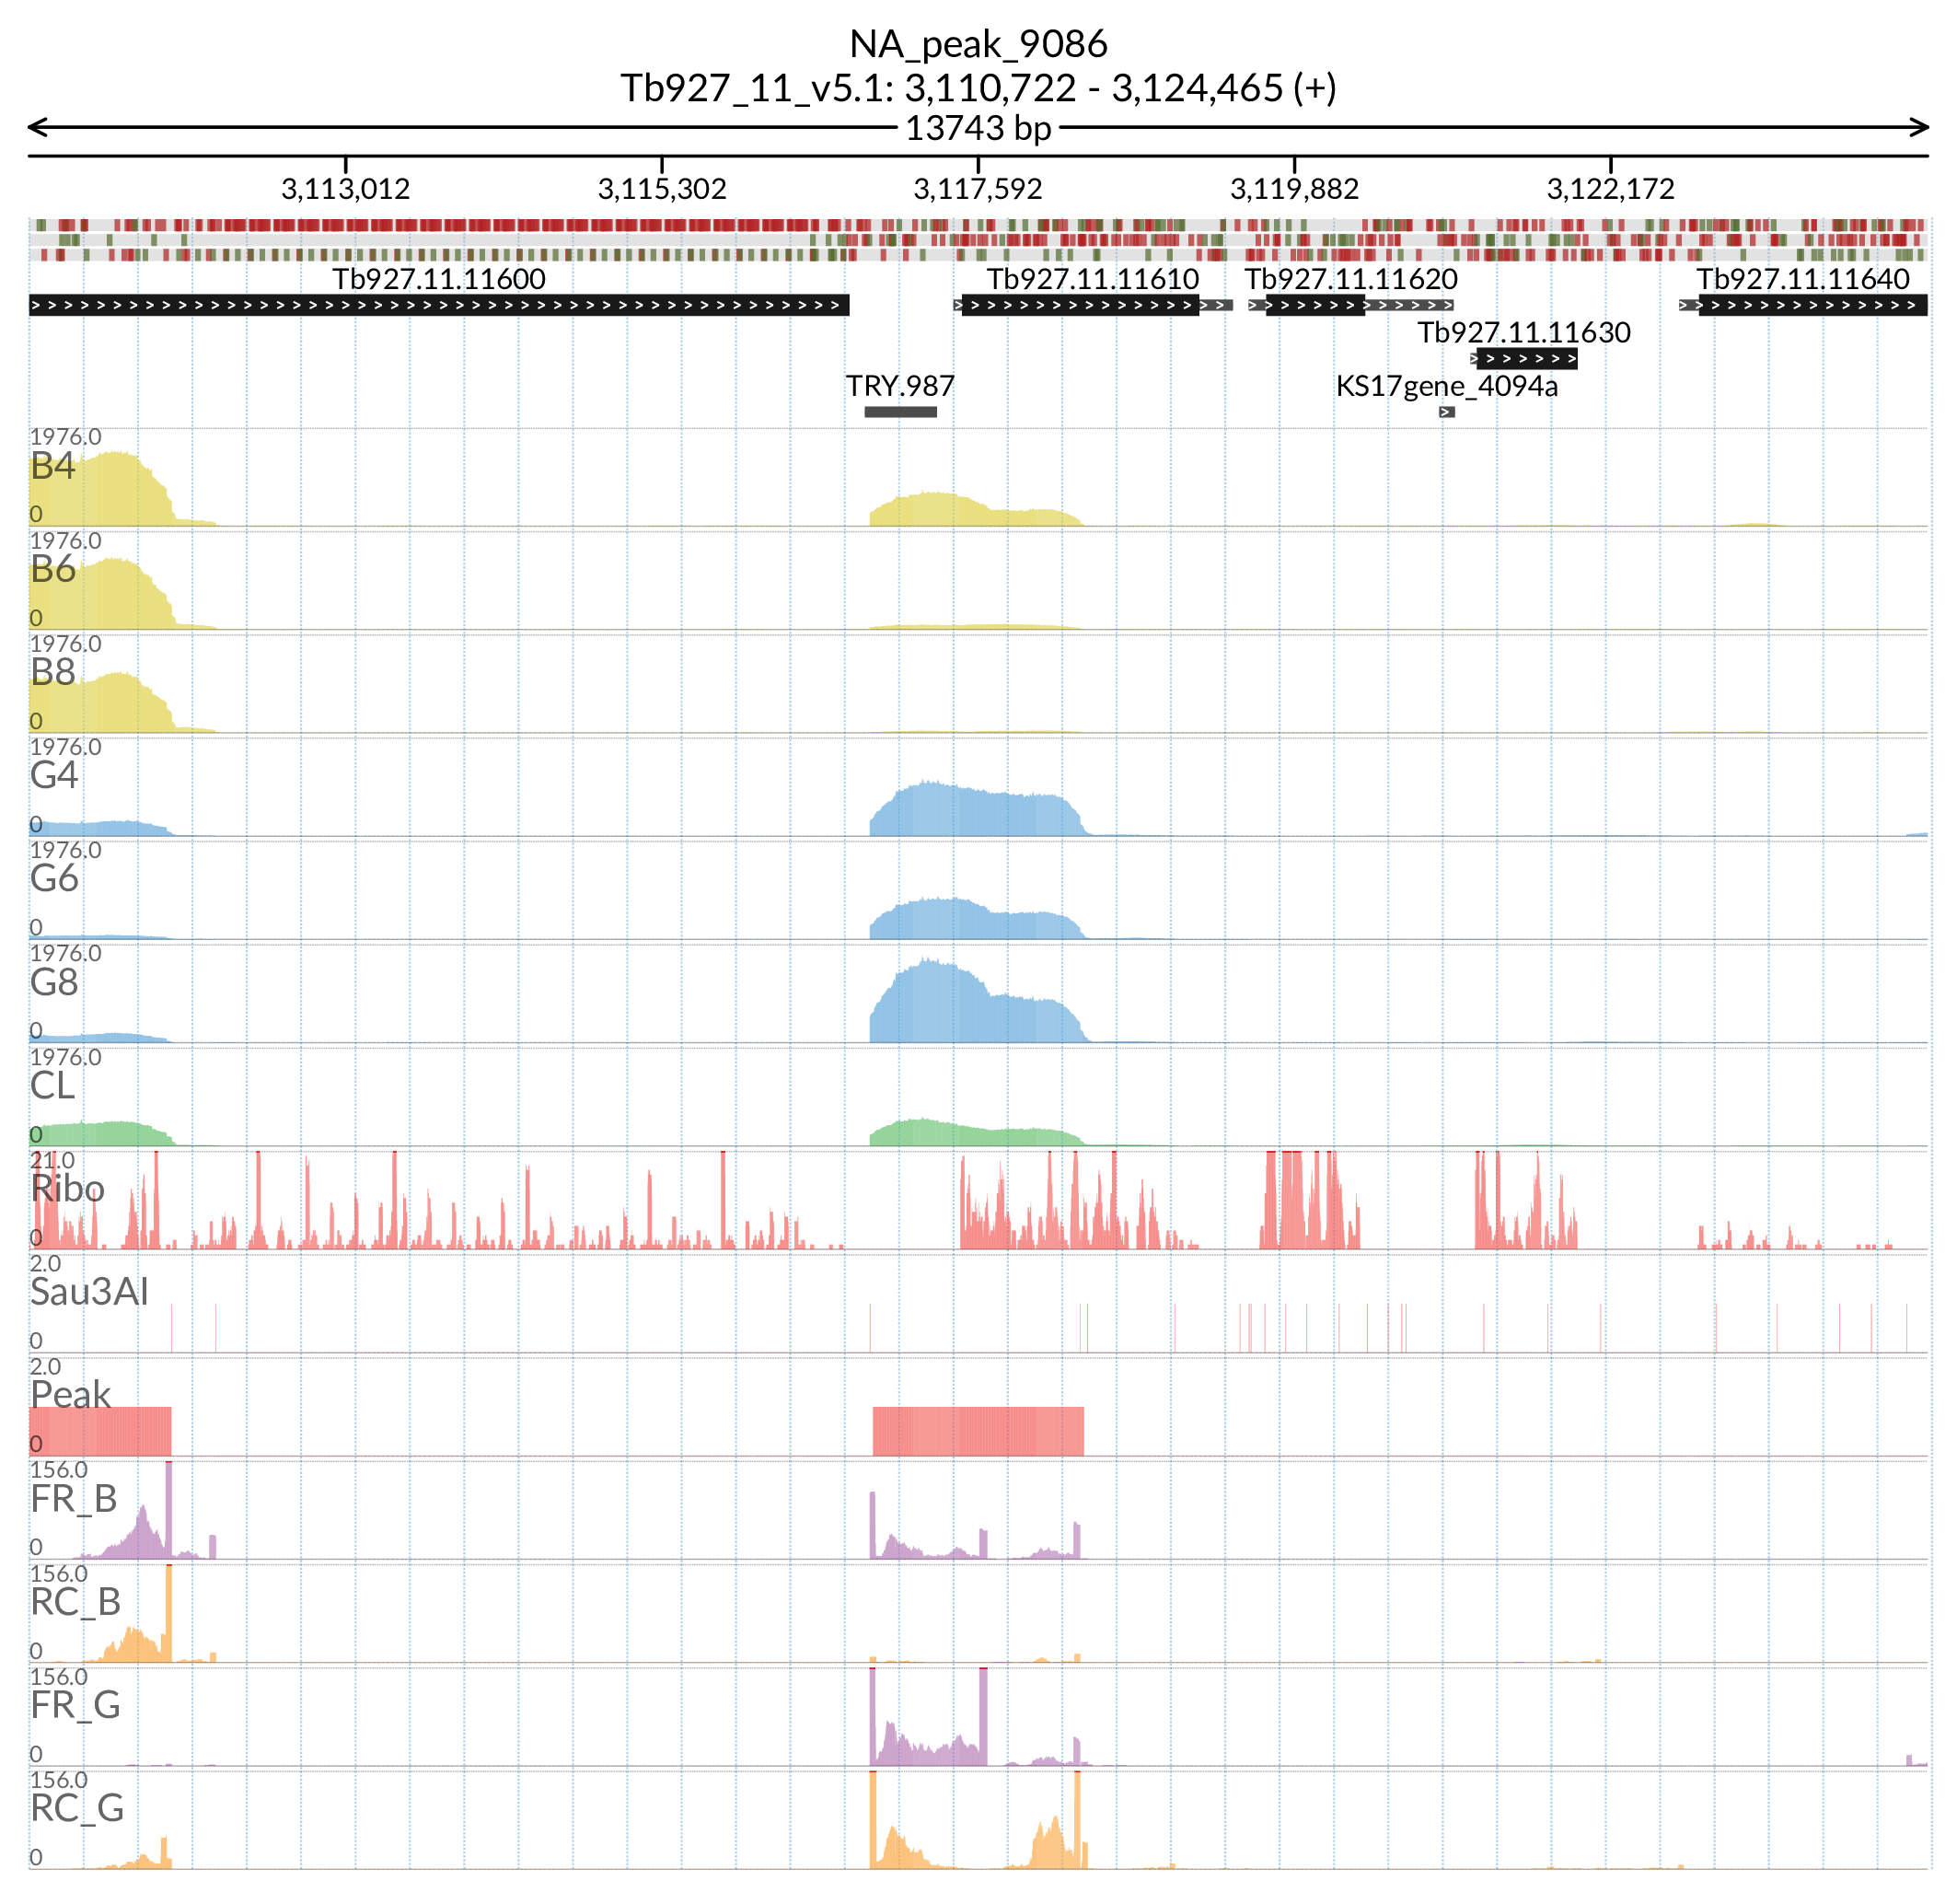 NA_peak_9086
Tb927_11_v5.1: 3,110,722 - 3,124,465 (+)
13743 bp
3,113,012 3,115,302 3,117,592 3,119,882 3,122,172
Tb927.11.11600 Tb927.11.11610 Tb927.11.11620 Tb927.11.11640
Tb927.11.11630
TRY.987 KS17gene_4094a
1976.0
B4
0
1976.0
B6
0
1976.0
B8
0
1976.0
G4
0
1976.0
G6
0
1976.0
G8
0
1976.0
CL
0
21.0
Ribo
0
2.0
Sau3AI
0
2.0
Peak
0
156.0
FR_B
0
156.0
RC_B
0
156.0
FR_G
0
156.0
RC_G
0